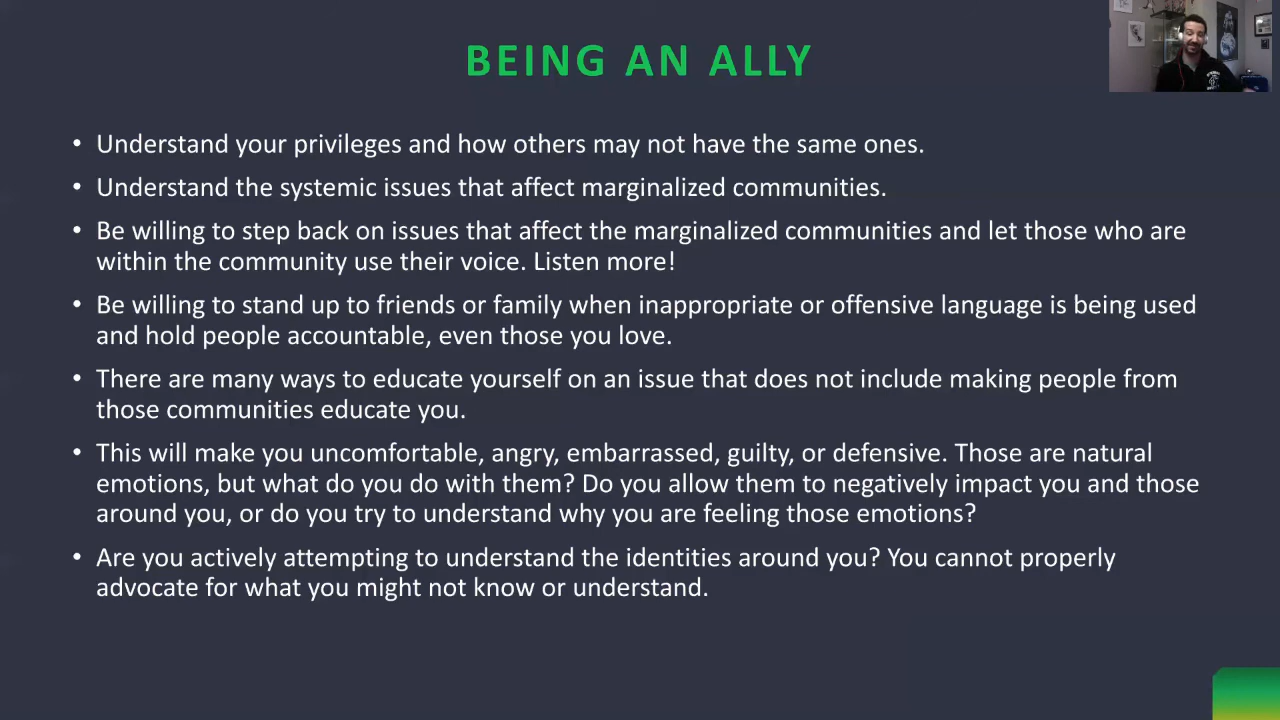 BEING AN ALLY
• Understand your privileges and how others may not have the same ones.
• Understand the systemic issues that affect marginalized communities.
• Be willing to step back on issues that affect the marginalized communities and let those who are
within the community use their voice. Listen more!
• Be willing to stand up to friends or family when inappropriate or offensive language is being used
and hold people accountable, even those you love.
• There are many ways to educate yourself on an issue that does not include making people from
those communities educate you.
• This will make you uncomfortable, angry, embarrassed, guilty, or defensive. Those are natural
emotions, but what do you do with them? Do you allow them to negatively impact you and those
around you, or do you try to understand why you are feeling those emotions?
• Are you actively attempting to understand the identities around you? You cannot properly
advocate for what you might not know or understand.